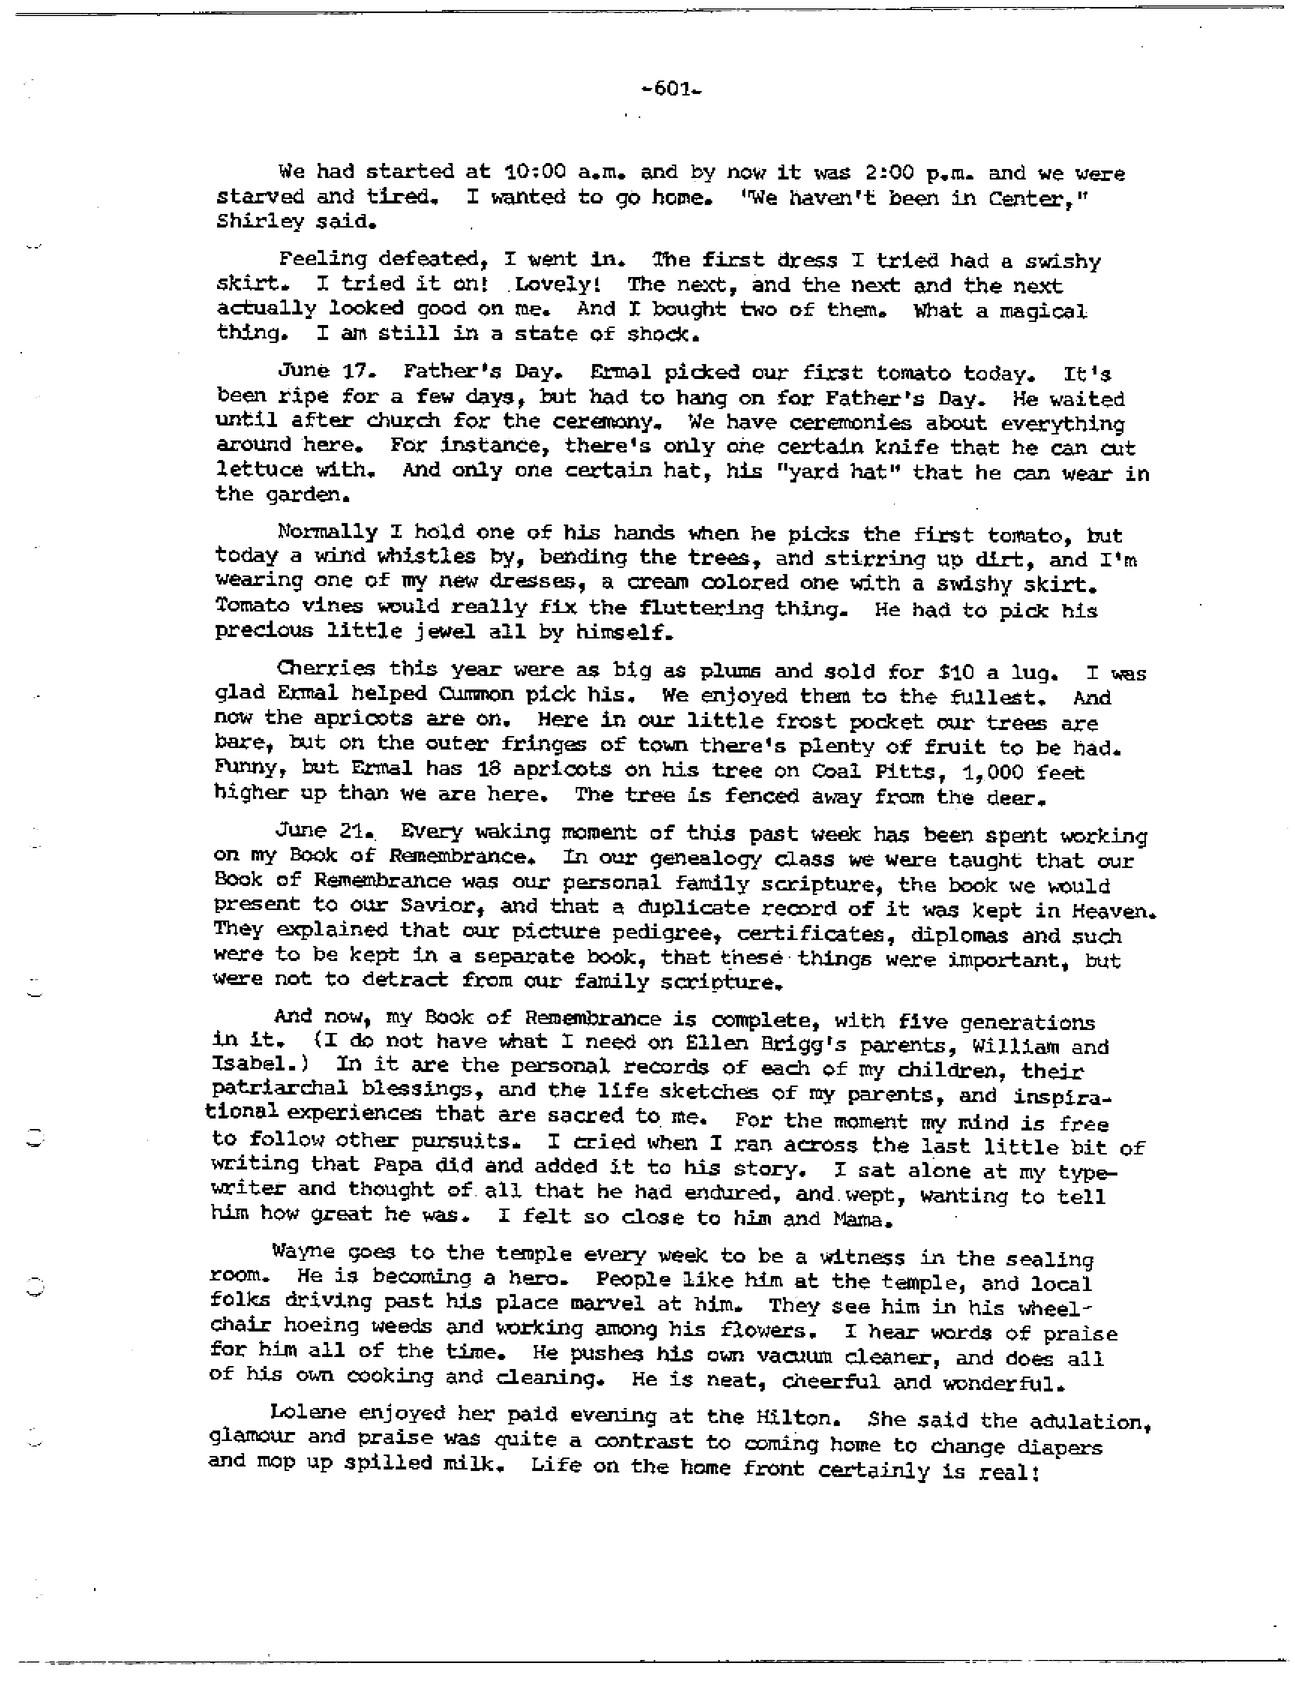 -601-
We had started at 10:00 a.m. and by now it was 2:00 p.m. and we were
starved and tired. I wanted to go home. "We haven't been in Center,"
Shirley said.
Feeling defeated, I went in. The first dress I tried had a swishy
skirt. I tried it on! Lovely! The next, and the next and the next
actually looked good on me. And I bought two of them. What a magical
thing. I am still in a state of shock.
June 17. Father's Day. Ermal picked our first tomato today. It's
been ripe for a few days, but had to hang on for Father's Day. He waited
until after church for the ceremony. We have ceremonies about everything
around here. For instance, there's only one certain knife that he can cut
lettuce with. And only one certain hat, his "yard hat" that he can wear in
the garden.
Normally I hold one of his hands when he picks the first tomato, but
today a wind whistles by, bending the trees, and stirring up dirt, and I'm
wearing one of my new dresses, a cream colored one with a swishy skirt.
Tomato vines would really fix the fluttering thing. He had to pick his
precious little jewel all by himself.
Cherries this year were as big as plums and sold for $10 a lug. I was
glad Ermal helped Cummon pick his. We enjoyed them to the fullest. And
now the apricots are on. Here in our little frost pocket our trees are
bare, but on the outer fringes of town there's plenty of fruit to be had.
Funny, but Ermal has 18 apricots on his tree on Coal Pitts, 1,000 feet
higher up than we are here. The tree is fenced away from the deer.
June 21. Every waking moment of this past week has been spent working
on my Book of Remembrance. In our genealogy class we were taught that our
Book of Remembrance was our personal family scripture, the book we would
present to our Savior, and that a duplicate record of it was kept in Heaven.
They explained that our picture pedigree, certificates, diplomas and such
were to be kept in a separate book, that these things were important, but
were not to detract from our family scripture.
And now, my Book of Remembrance is complete, with five generations
in it. (I do not have what I need on Ellen Brigg's parents, William and
Isabel.) In it are the personal records of each of my children, their
patriarchal blessings, and the life sketches of my parents, and inspira-
tional experiences that are sacred to me. For the moment my mind is free
to follow other pursuits. I cried when I ran across the last little bit of
writing that Papa did and added it to his story. I sat alone at my type-
writer and thought of all that he had endured, and wept, wanting to tell
him how great he was. I felt so close to him and Mama.
Wayne goes to the temple every week to be a witness in the sealing
room. He is becoming a hero. People like him at the temple, and local
folks driving past his place marvel at him. They see him in his wheel-
chair hoeing weeds and working among his flowers. I hear words of praise
for him all of the time. He pushes his own vacuum cleaner, and does all
of his own cooking and cleaning. He is neat, cheerful and wonderful.
Lolene enjoyed her paid evening at the Hilton. She said the adulation,
glamour and praise was quite a contrast to coming home to change diapers
and mop up spilled milk. Life on the home front certainly is real!